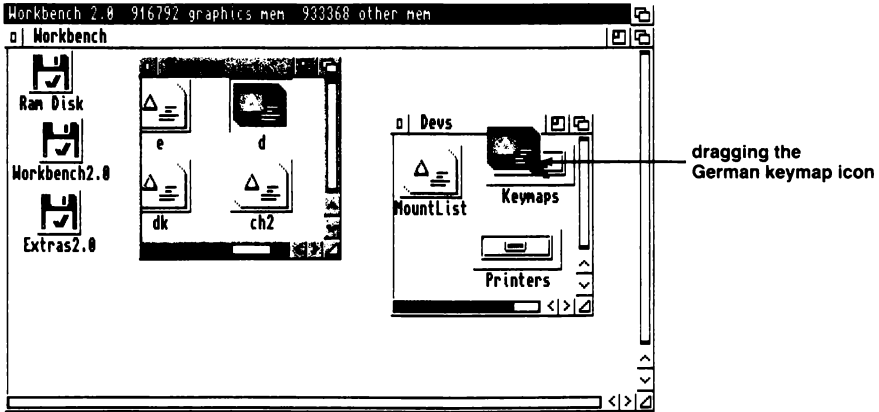 Workbench 2.0 916792 graphics mem 933368 other mem
Workbench
Ram Disk
Workbench2.0
Extras2.0
e
d
dk
ch2
Devs
MountList
Keymaps
Printers
dragging the
German keymap icon